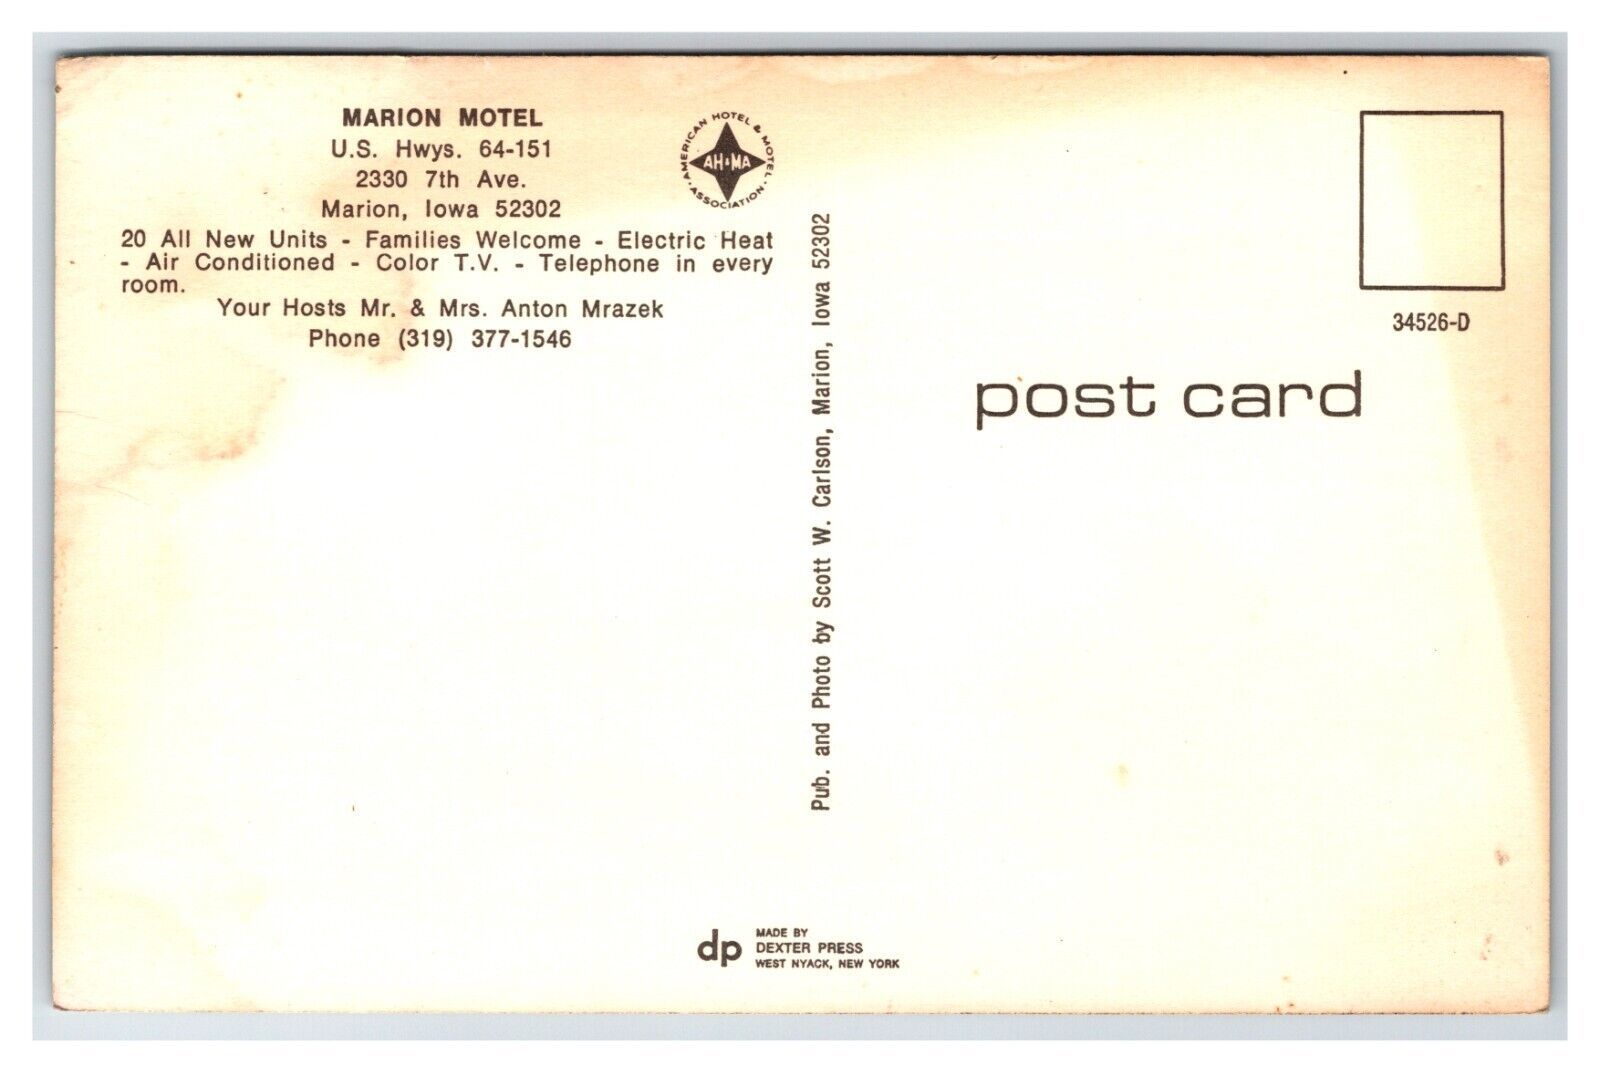 MARION MOTEL
U.S. Hwys. 64-151
2330 7th Ave.
Marion, Iowa 52302
20 All New Units - Families Welcome - Electric Heat
- Air Conditioned - Color T.V. - Telephone in every
room.
Your Hosts Mr. & Mrs. Anton Mrazek
Phone (319) 377-1546
AMERICAN HOTEL & MOTEL · ASSOCIATION ·
AH&MA
Pub. and Photo by Scott W. Carlson, Marion, Iowa 52302
34526-D
post card
dp
MADE BY
DEXTER PRESS
WEST NYACK, NEW YORK